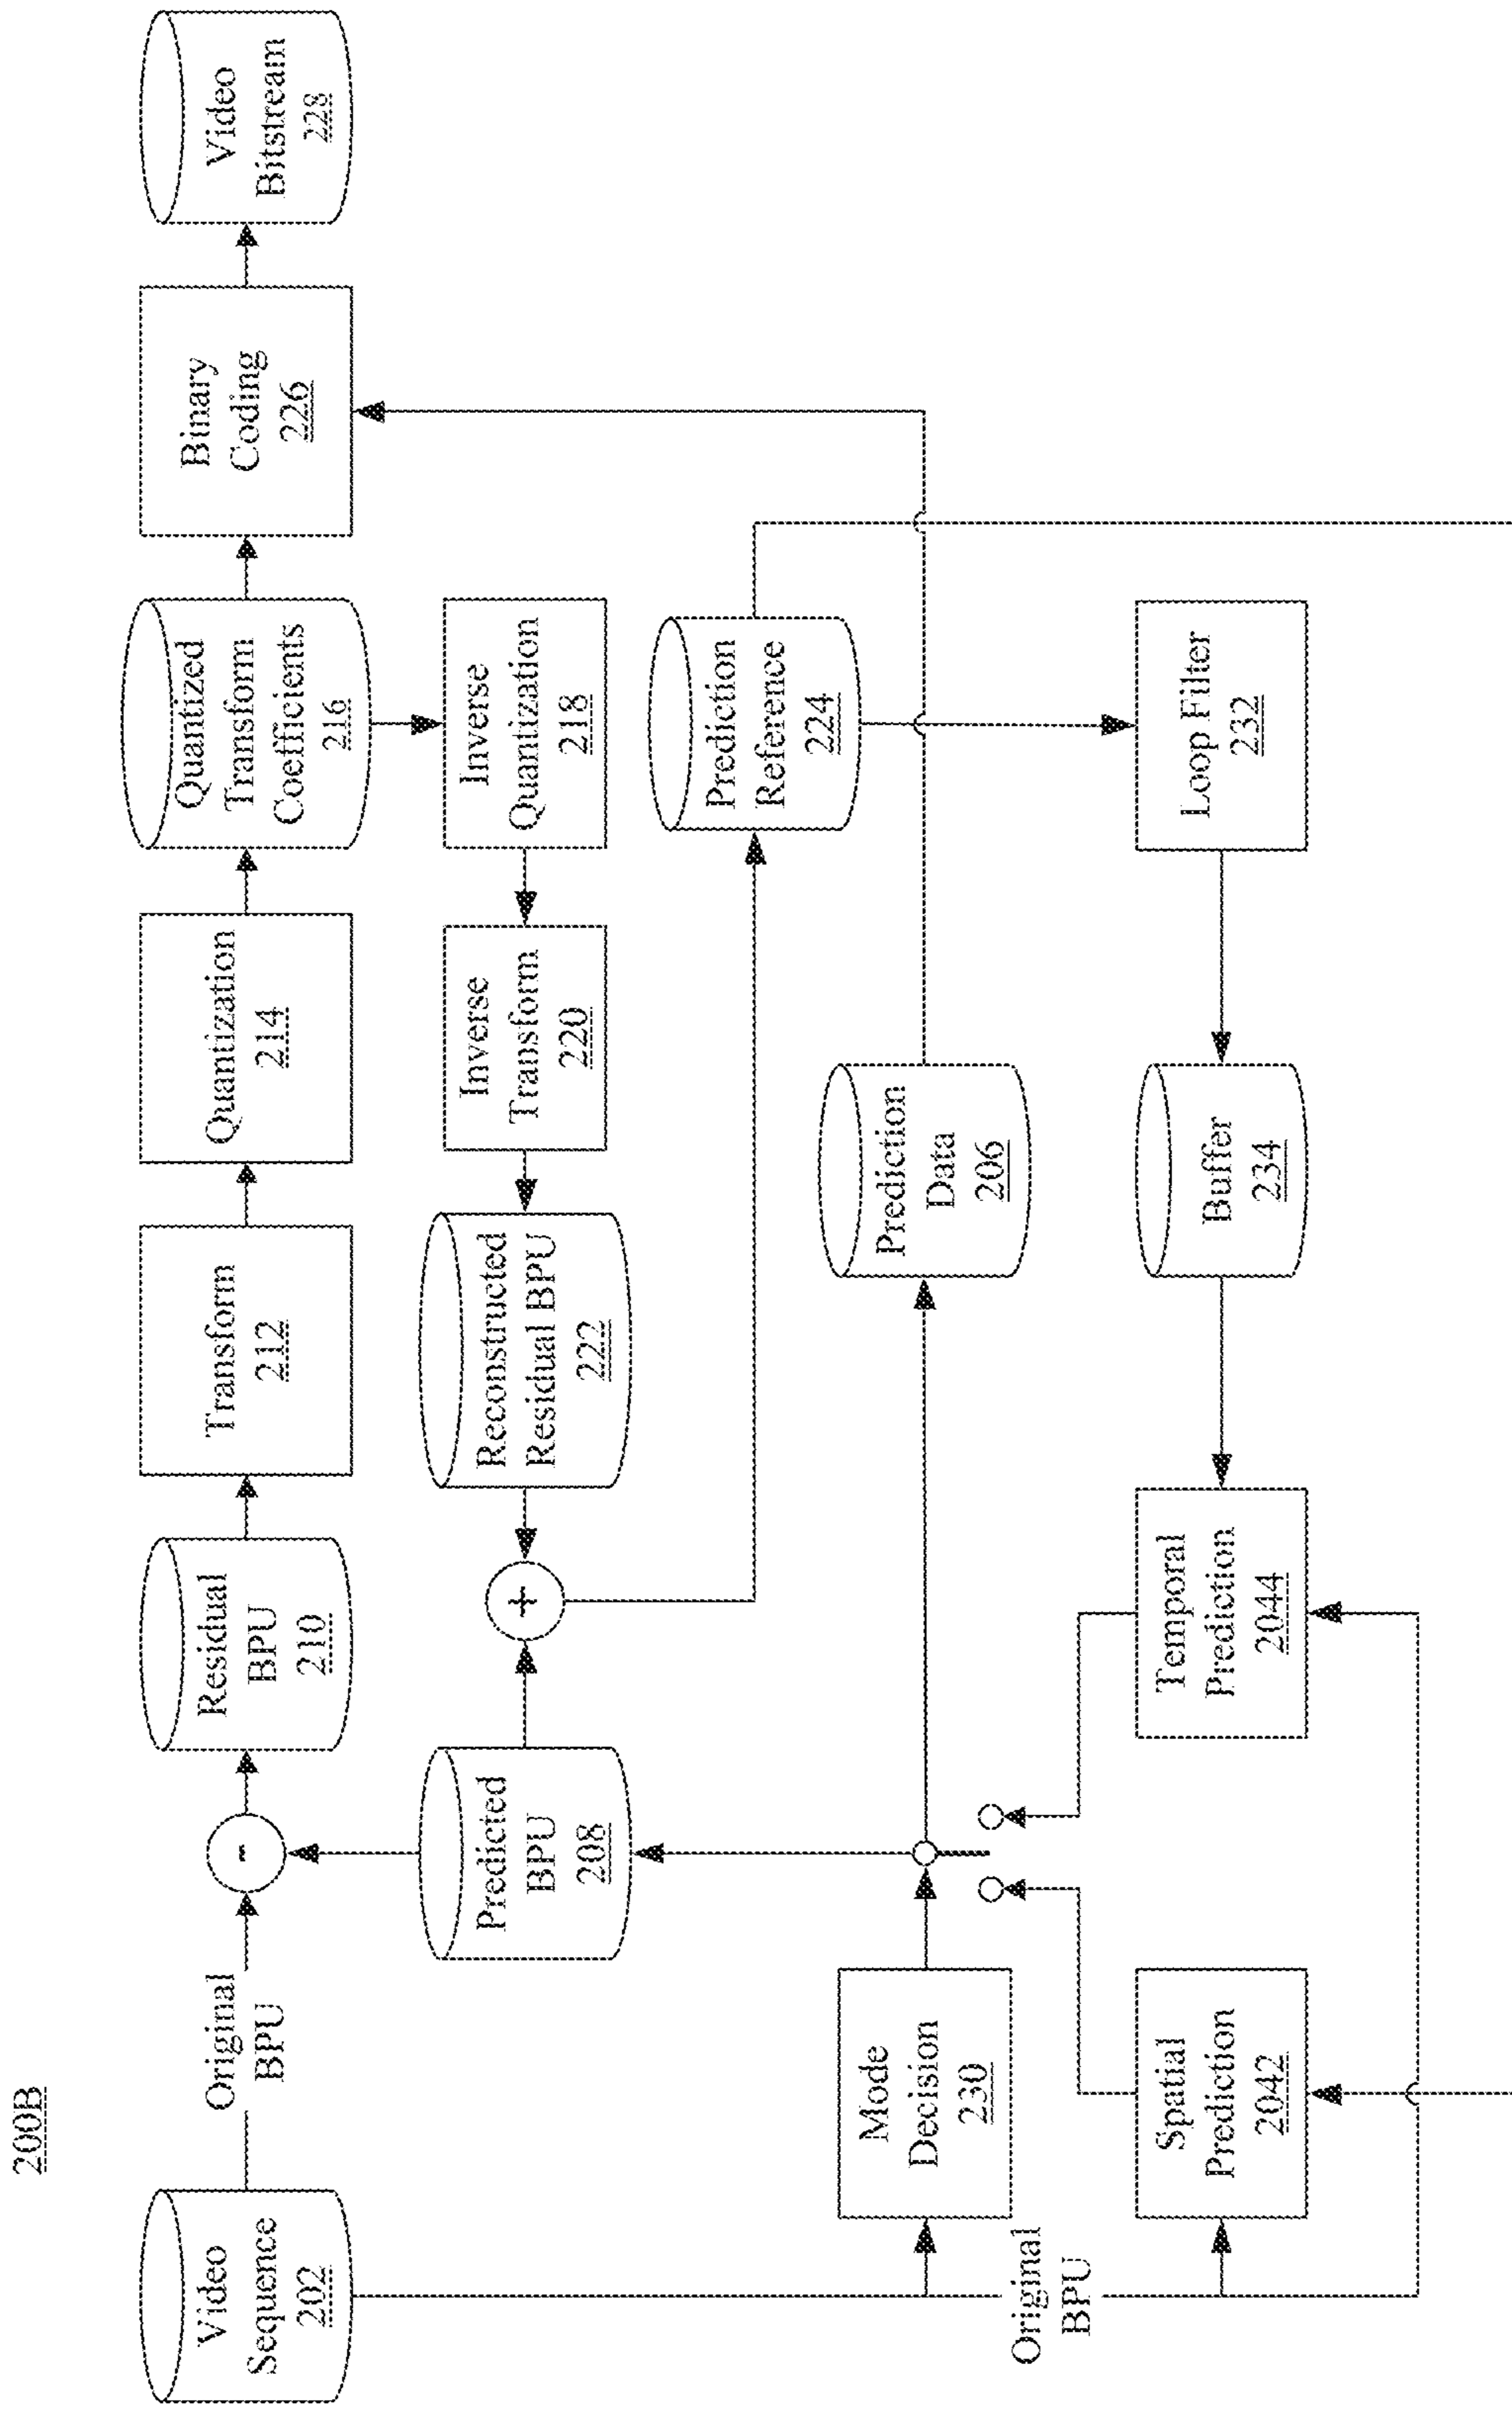 200B
Video
Sequence
202
Original
BPU
Residual
BPU
210
Transform
212
Quantization
214
Quantized
Transform
Coefficients
216
Binary
Coding
226
Video
Bitstream
228
Predicted
BPU
208
+
-
Reconstructed
Residual BPU
222
Inverse
Transform
220
Inverse
Quantization
218
Prediction
Reference
224
Mode
Decision
230
Prediction
Data
206
Original
BPU
Spatial
Prediction
2042
Temporal
Prediction
2044
Buffer
234
Loop Filter
232